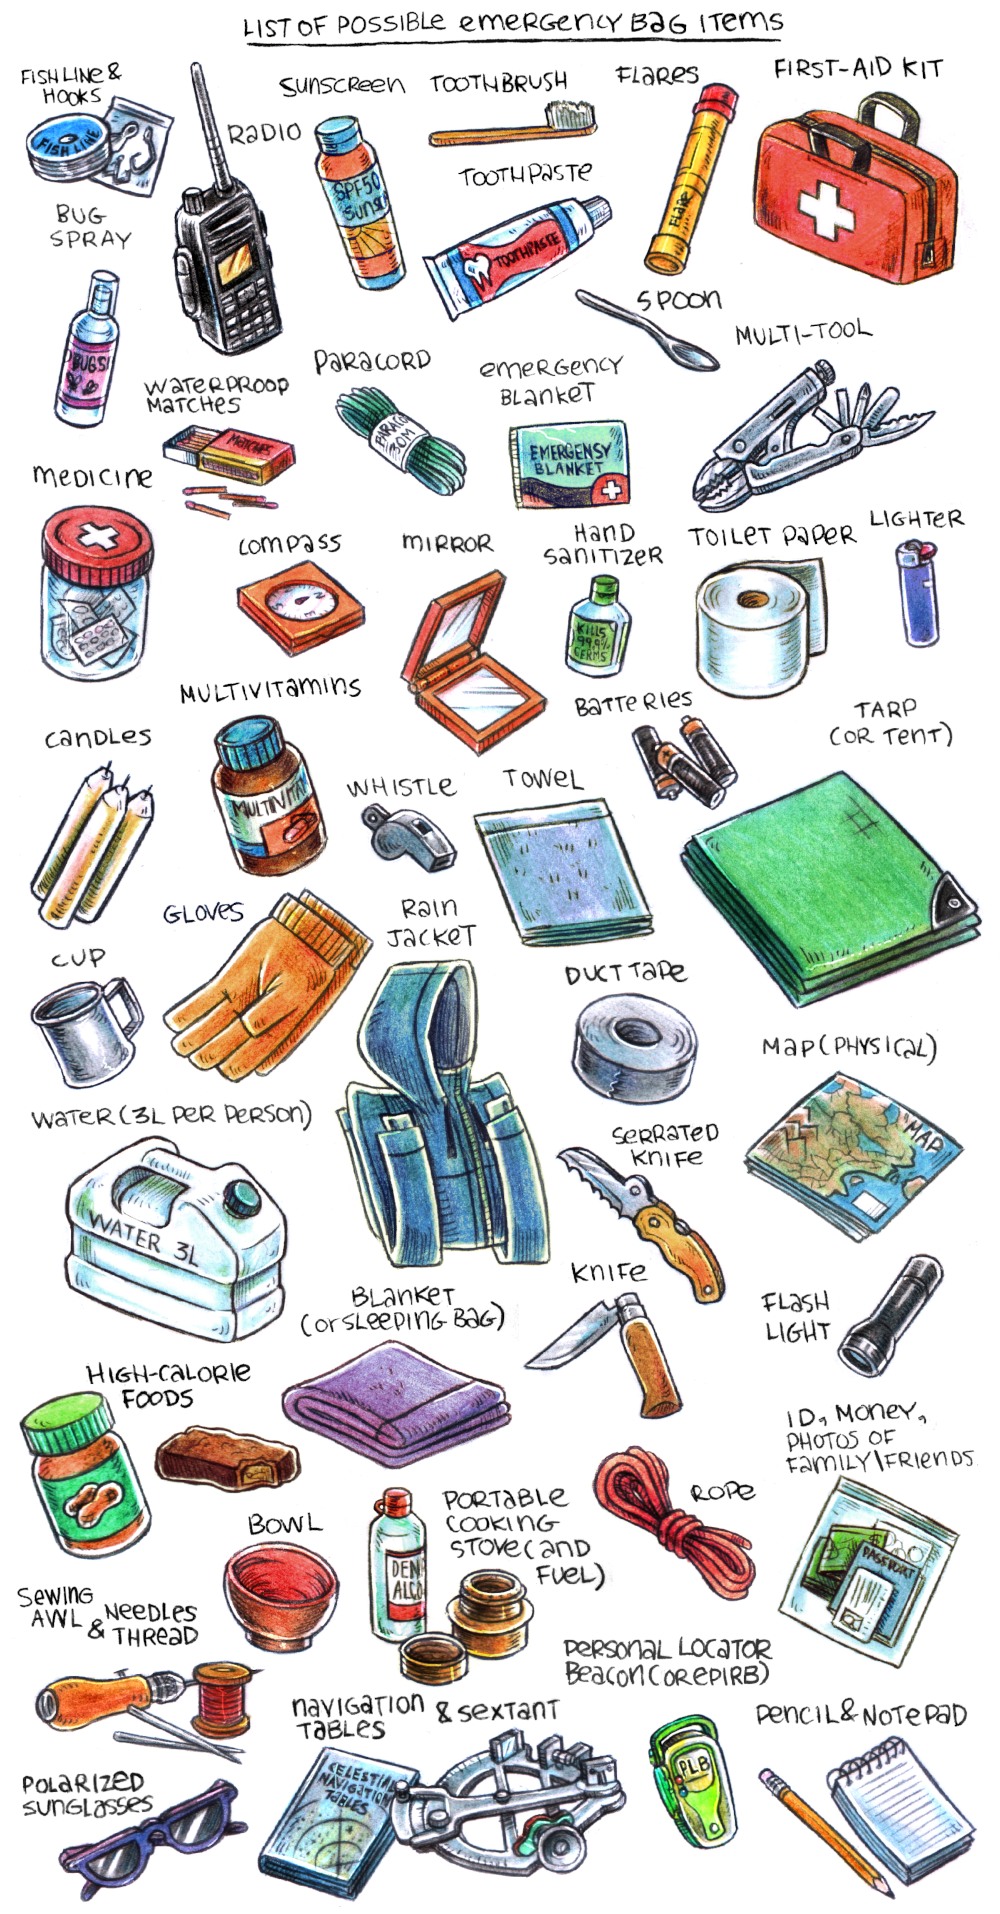 LIST OF POSSIBLE EMERGENCY BAG ITEMS
FISH LINE &
HOOKS
FISH LINE
RADIO
SUNSCREEN
SPF50
SUNS
TOOTHBRUSH
TOOTHPASTE
TOOTHPASTE
FLARES
FLARE
FIRST-AID KIT
BUG
SPRAY
BUGS!
SPOON
MULTI-TOOL
WATERPROOF
MATCHES
MATCHES
PARACORD
PARACO
30M
EMERGENCY
BLANKET
EMERGENSY
BLANKET
MEDICINE
COMPASS
MIRROR
HAND
SANITIZER
KILLS
99.9%
GERMS
TOILET PAPER
LIGHTER
MULTIVITAMINS
MULTIVITA
BATTERIES
TARP
(OR TENT)
CANDLES
WHISTLE
TOWEL
GLOVES
RAIN
JACKET
CUP
DUCT TAPE
MAP (PHYSICAL)
MAP
WATER (3L PER PERSON)
WATER 3L
SERRATED
KNIFE
KNIFE
FLASH
LIGHT
BLANKET
(OR SLEEPING BAG)
HIGH-CALORIE
FOODS
ID, MONEY,
PHOTOS OF
FAMILY/FRIENDS
PASSPORT
BOWL
PORTABLE
COOKING
STOVE (AND
FUEL)
DEN
ALCO
ROPE
SEWING
AWL & NEEDLES
THREAD
PERSONAL LOCATOR
BEACON (OR EPIRB)
PLB
NAVIGATION & SEXTANT
TABLES
CELESTIAL
NAVIGATION
TABLES
PENCIL & NOTEPAD
POLARIZED
SUNGLASSES